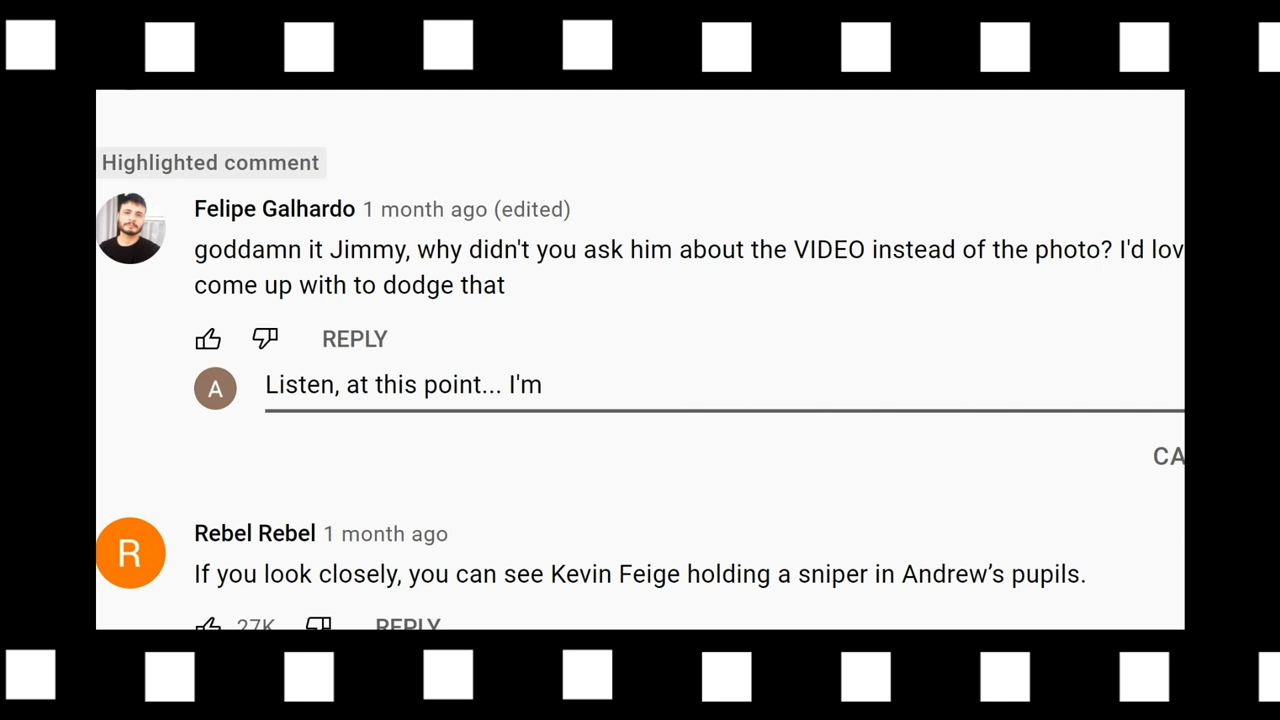 Highlighted comment
Felipe Galhardo 1 month ago (edited)
goddamn it Jimmy, why didn't you ask him about the VIDEO instead of the photo? I'd lov
come up with to dodge that
REPLY
A Listen, at this point... I'm
CA
R Rebel Rebel 1 month ago
If you look closely, you can see Kevin Feige holding a sniper in Andrew’s pupils.
27K REPLY